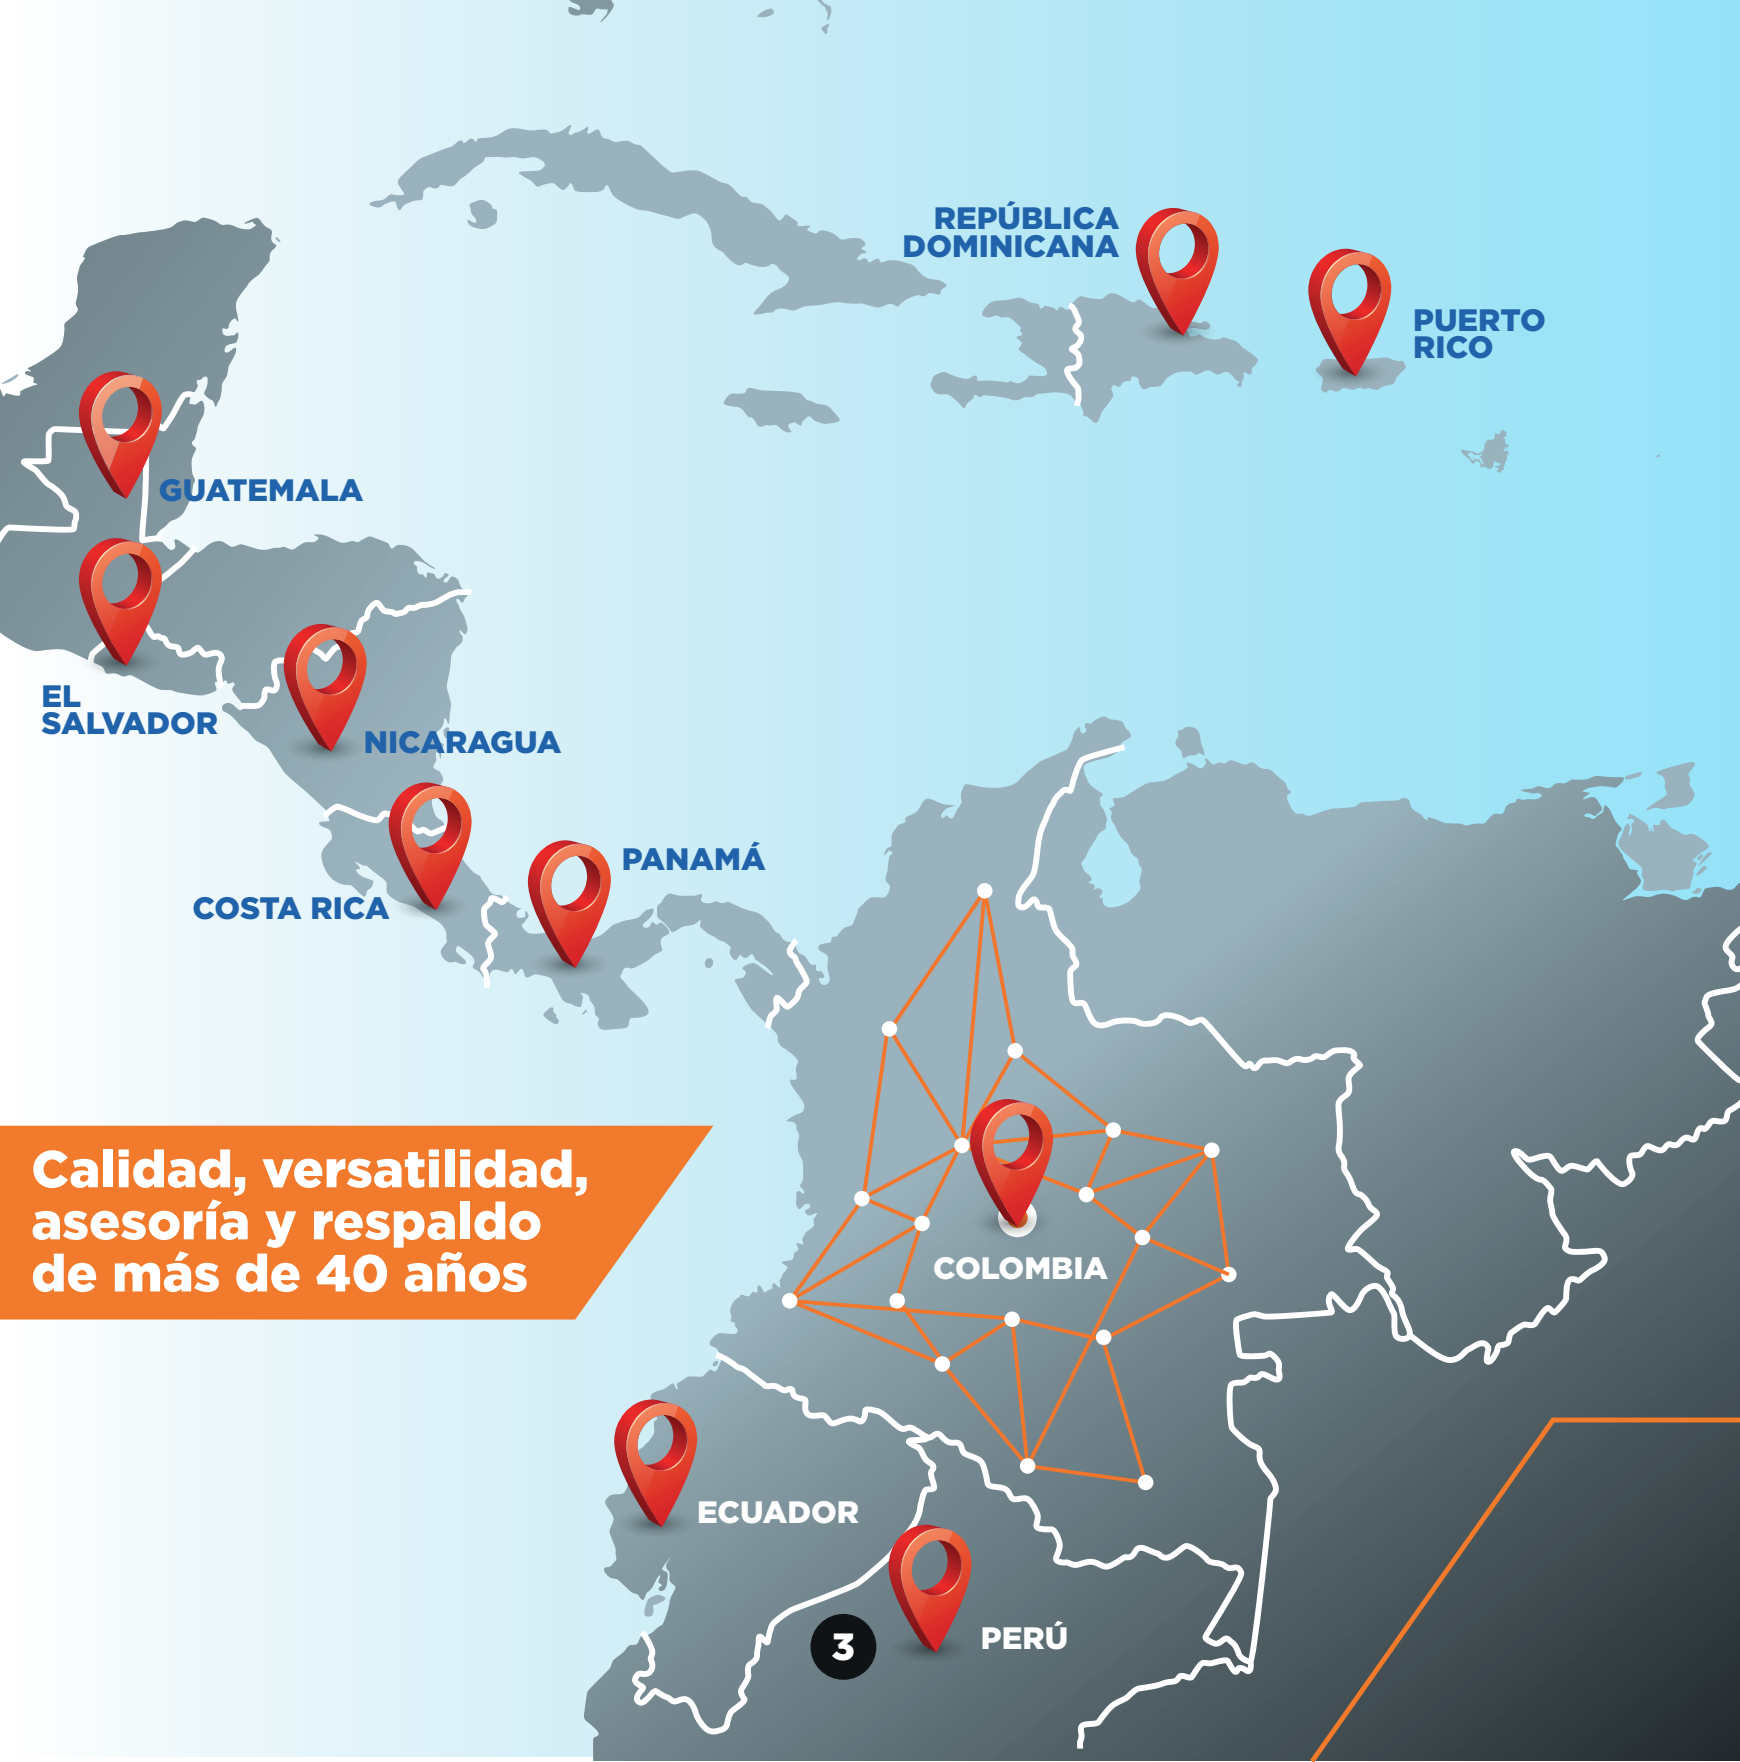 REPÚBLICA
DOMINICANA
PUERTO
RICO
GUATEMALA
EL
SALVADOR
NICARAGUA
PANAMÁ
COSTA RICA
Calidad, versatilidad,
asesoría y respaldo
de más de 40 años
COLOMBIA
ECUADOR
PERÚ
3